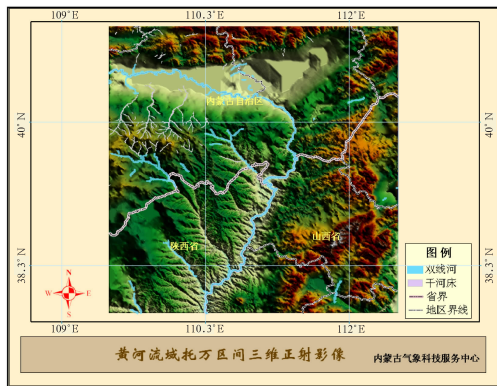 109°E 110.3°E 112°E
内蒙古自治区
40°N 40°N
陕西省 山西省
38.3°N 38.3°N
图例
双线河
干河床
省界
地区界线
N
W E
S
109°E 110.3°E 112°E
黄河流域托万区间三维正射影像 内蒙古气象科技服务中心